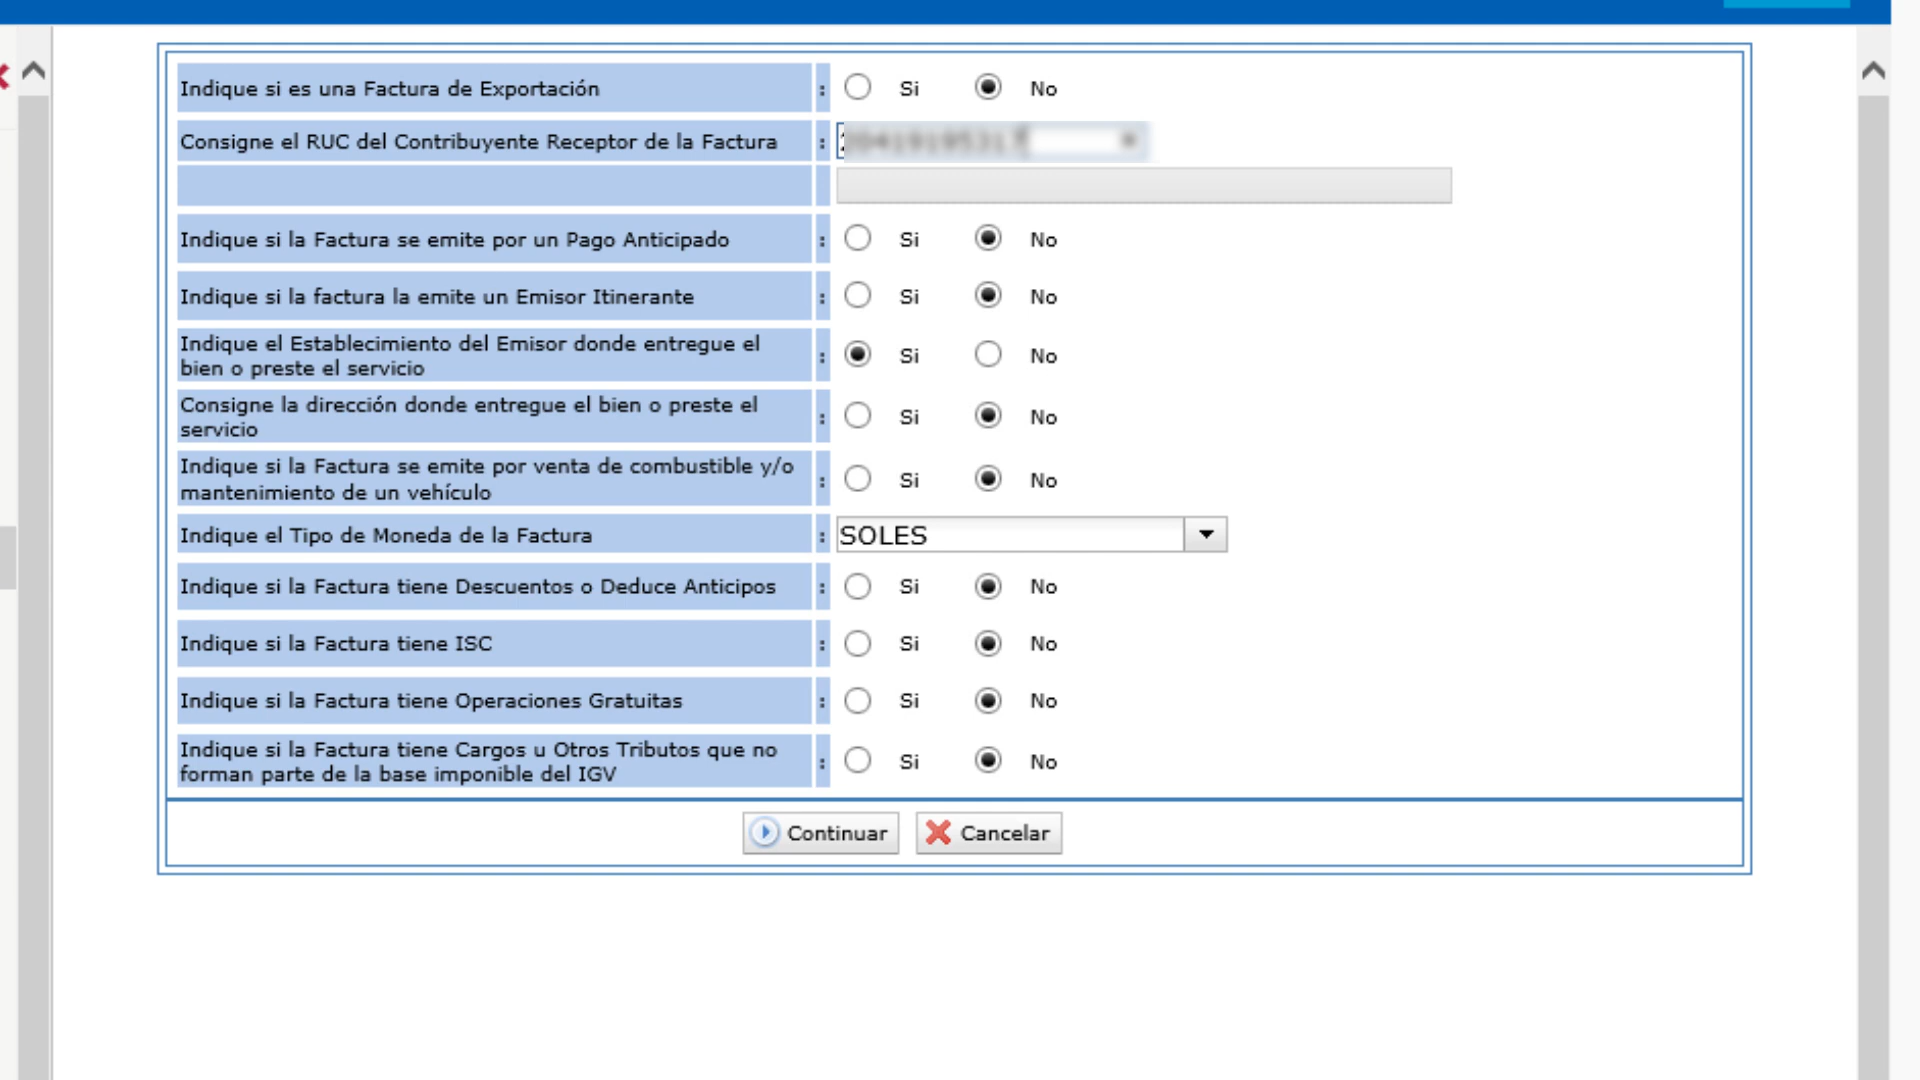 Indique si es una Factura de Exportación : Si No
Consigne el RUC del Contribuyente Receptor de la Factura :
Indique si la Factura se emite por un Pago Anticipado : Si No
Indique si la factura la emite un Emisor Itinerante : Si No
Indique el Establecimiento del Emisor donde entregue el
bien o preste el servicio : Si No
Consigne la dirección donde entregue el bien o preste el
servicio : Si No
Indique si la Factura se emite por venta de combustible y/o
mantenimiento de un vehículo : Si No
Indique el Tipo de Moneda de la Factura : SOLES
Indique si la Factura tiene Descuentos o Deduce Anticipos : Si No
Indique si la Factura tiene ISC : Si No
Indique si la Factura tiene Operaciones Gratuitas : Si No
Indique si la Factura tiene Cargos u Otros Tributos que no
forman parte de la base imponible del IGV : Si No
Continuar Cancelar